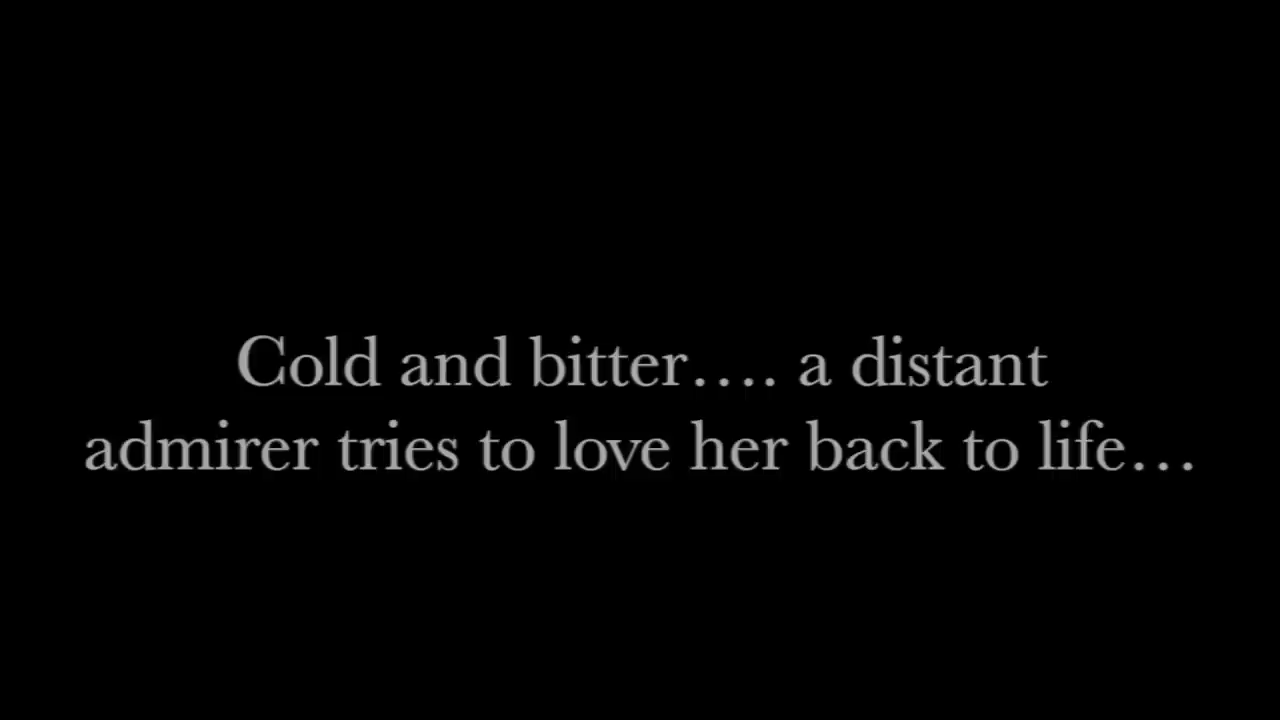 Cold and bitter.... a distant
admirer tries to love her back to life...